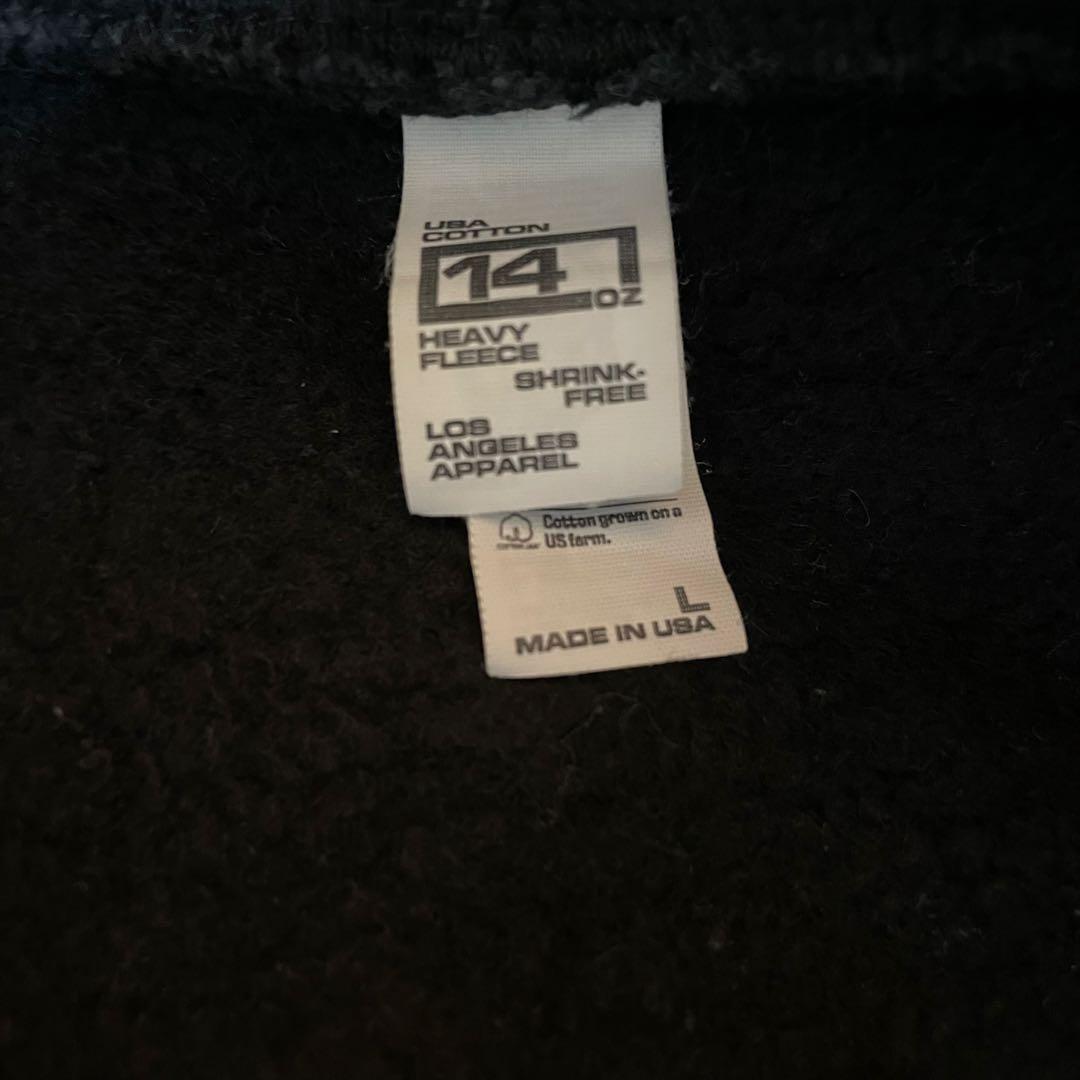 USA
COTTON
14
OZ
HEAVY
FLEECE
SHRINK-
FREE
LOS
ANGELES
APPAREL
Cotton grown on a
US farm.
L
MADE IN USA